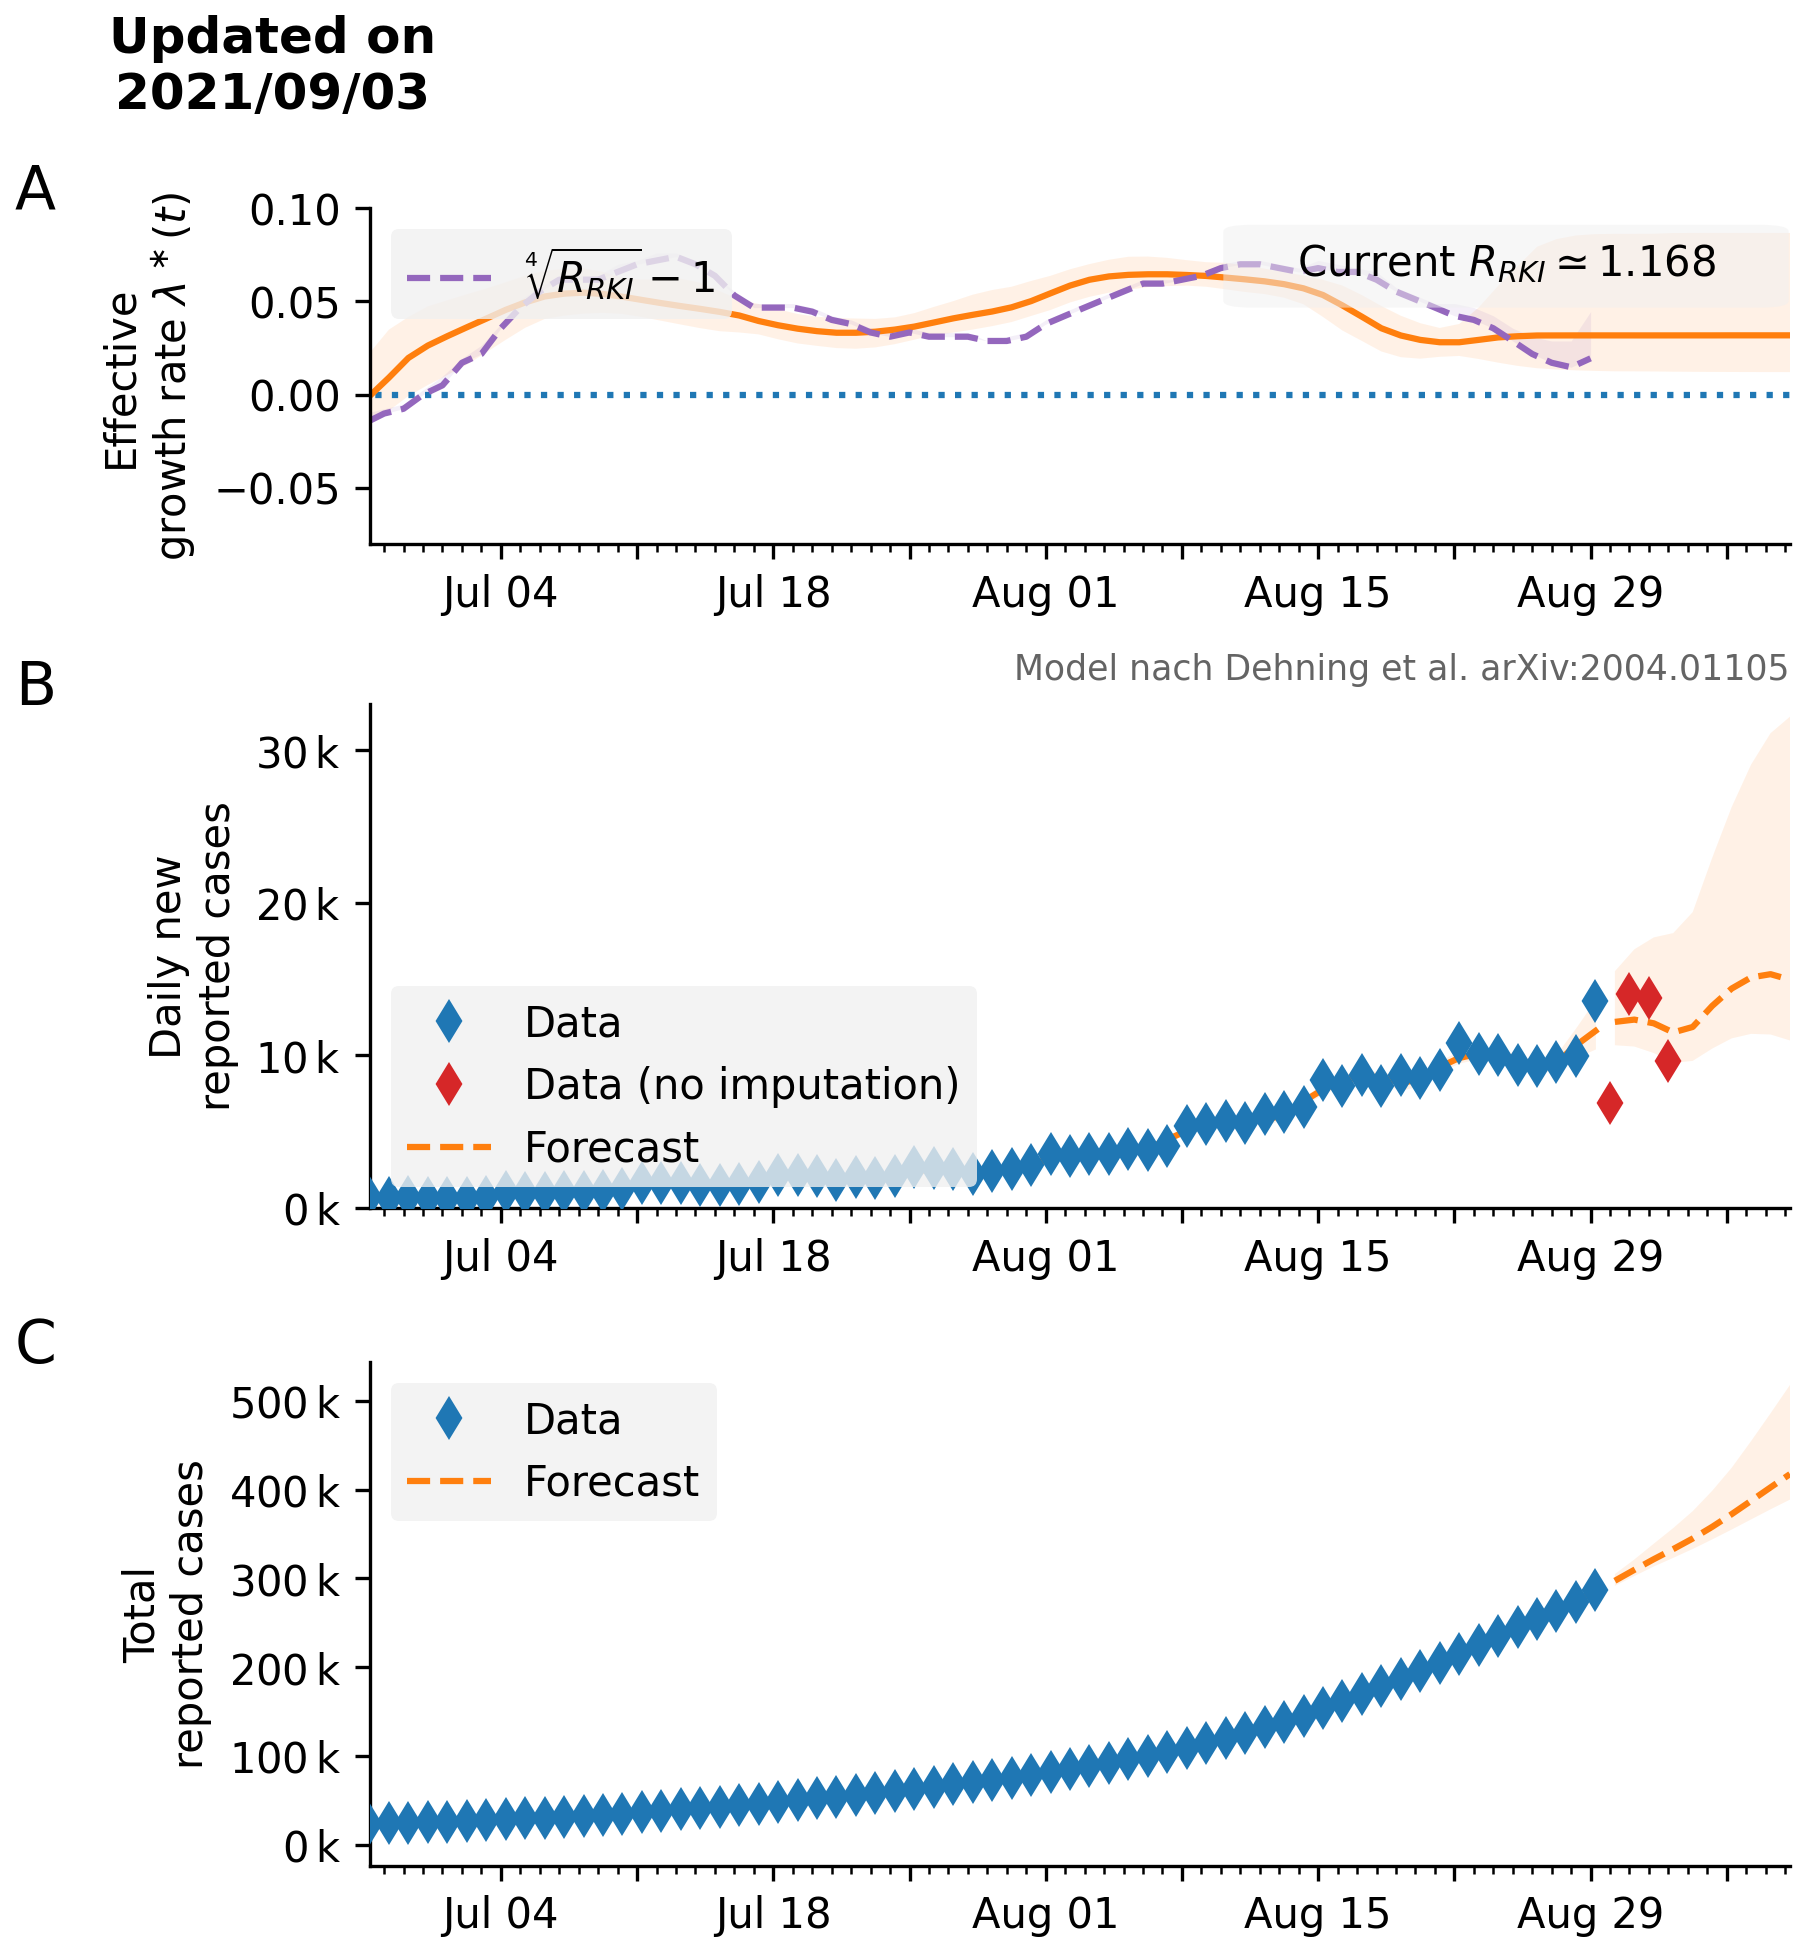 Updated on
2021/09/03
A
Effective
growth rate λ * (t)
0.10
0.05
0.00
−0.05
∜R_RKI − 1
Current R_RKI ≃ 1.168
Jul 04
Jul 18
Aug 01
Aug 15
Aug 29
Model nach Dehning et al. arXiv:2004.01105
B
Daily new
reported cases
30 k
20 k
10 k
0 k
Data
Data (no imputation)
Forecast
Jul 04
Jul 18
Aug 01
Aug 15
Aug 29
C
Total
reported cases
500 k
400 k
300 k
200 k
100 k
0 k
Data
Forecast
Jul 04
Jul 18
Aug 01
Aug 15
Aug 29